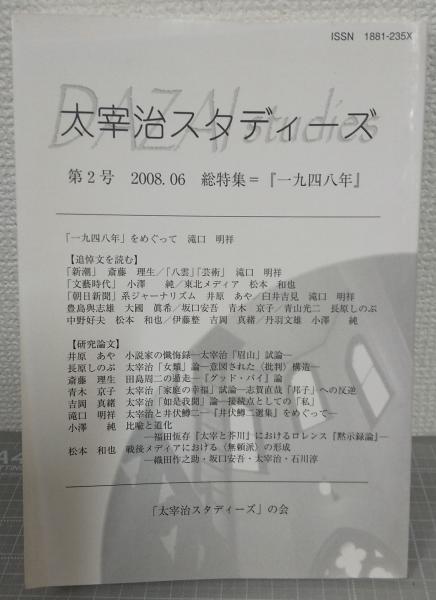 ISSN 1881-235X
DAZAI studies
太宰治スタディーズ
第2号 2008.06 総特集=『一九四八年』
「一九四八年」をめぐって 滝口 明祥
【追悼文を読む】
「新潮」 斎藤 理生/「八雲」「芸術」 滝口 明祥
「文藝時代」 小澤 純/東北メディア 松本 和也
「朝日新聞」系ジャーナリズム 井原 あや/臼井吉見 滝口 明祥
豊島與志雄 大國 眞希/坂口安吾 青木 京子/青山光二 長原しのぶ
中野好夫 松本 和也/伊藤整 吉岡 真緒/丹羽文雄 小澤 純
【研究論文】
井原 あや 小説家の懺悔録―太宰治「眉山」試論―
長原しのぶ 太宰治「女類」論―意図された〈批判〉構造―
斎藤 理生 田島周二の遁走―『グッド・バイ』論
青木 京子 太宰治「家庭の幸福」試論―志賀直哉「邦子」への反逆
吉岡 真緒 太宰治「如是我聞」論―接続点としての「私」
滝口 明祥 太宰治と井伏鱒二―『井伏鱒二選集』をめぐって―
小澤 純 比喩と道化
―福田恆存『太宰と芥川』におけるロレンス『黙示録論』―
松本 和也 戦後メディアにおける〈無頼派〉の形成
―織田作之助・坂口安吾・太宰治・石川淳
「太宰治スタディーズ」の会